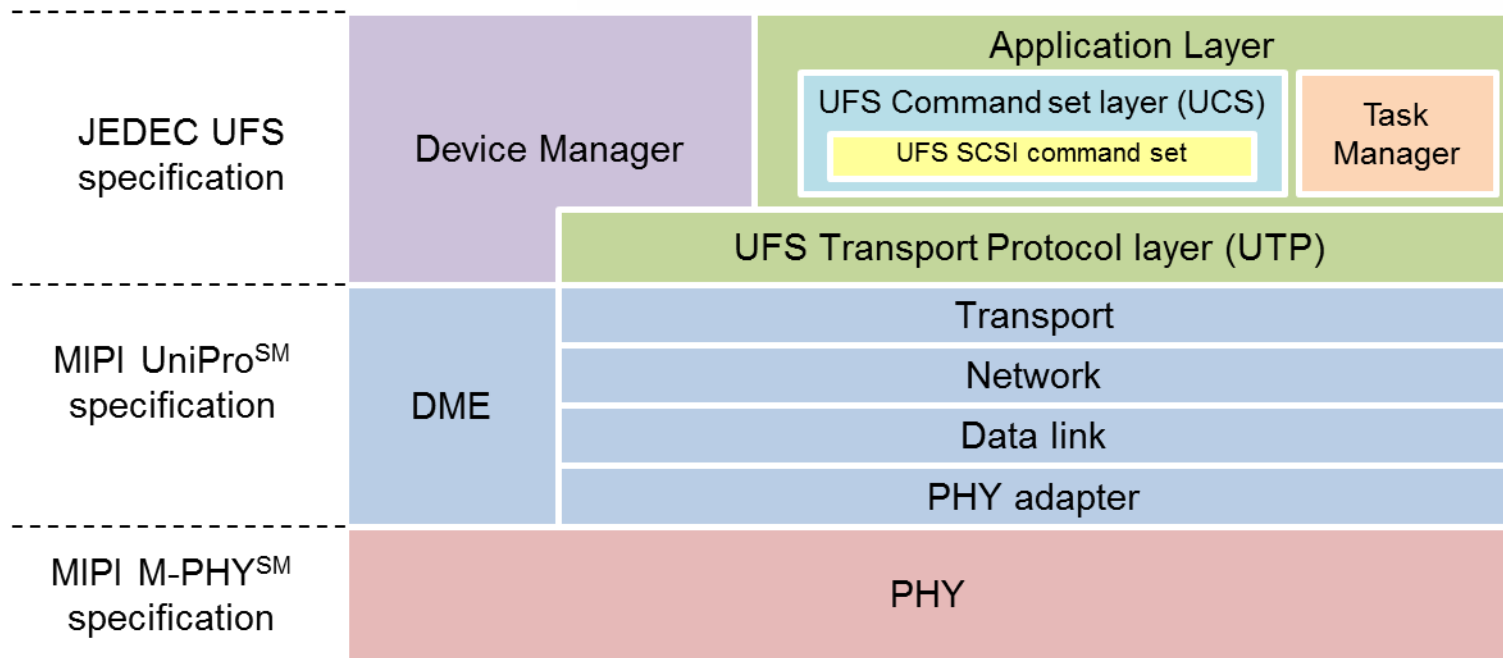 JEDEC UFS
specification
Device Manager
Application Layer
UFS Command set layer (UCS)
UFS SCSI command set
Task
Manager
UFS Transport Protocol layer (UTP)
MIPI UniProSM
specification
DME
Transport
Network
Data link
PHY adapter
MIPI M-PHYSM
specification
PHY